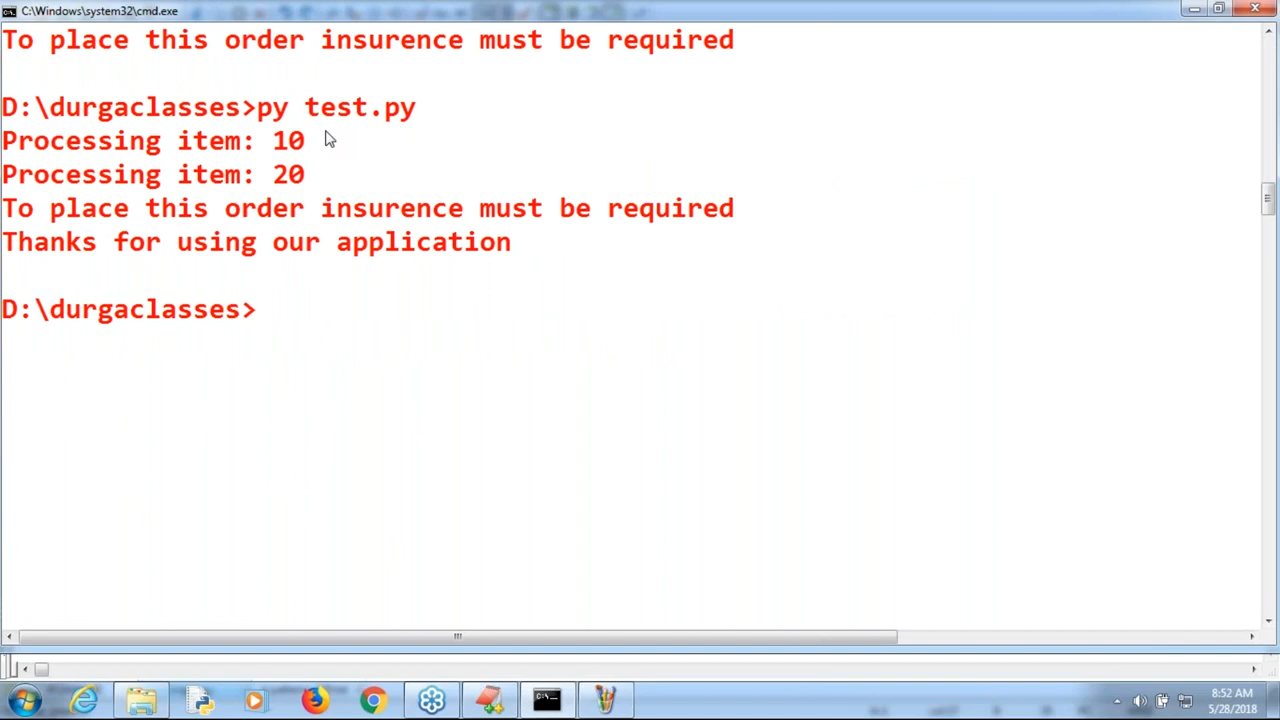 C:\Windows\system32\cmd.exe
To place this order insurence must be required
D:\durgaclasses>py test.py
Processing item: 10
Processing item: 20
To place this order insurence must be required
Thanks for using our application
D:\durgaclasses>
8:52 AM
5/28/2018